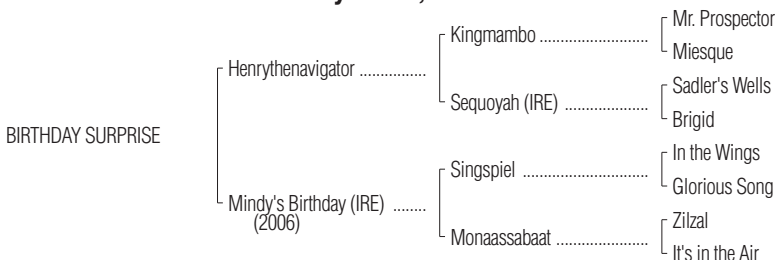 Mr. Prospector
Kingmambo ..........................
Miesque
Henrythenavigator ................
Sadler's Wells
Sequoyah (IRE) ....................
Brigid
BIRTHDAY SURPRISE
In the Wings
Singspiel ..............................
Glorious Song
Mindy's Birthday (IRE) ........
(2006)
Zilzal
Monaassabaat ......................
It's in the Air